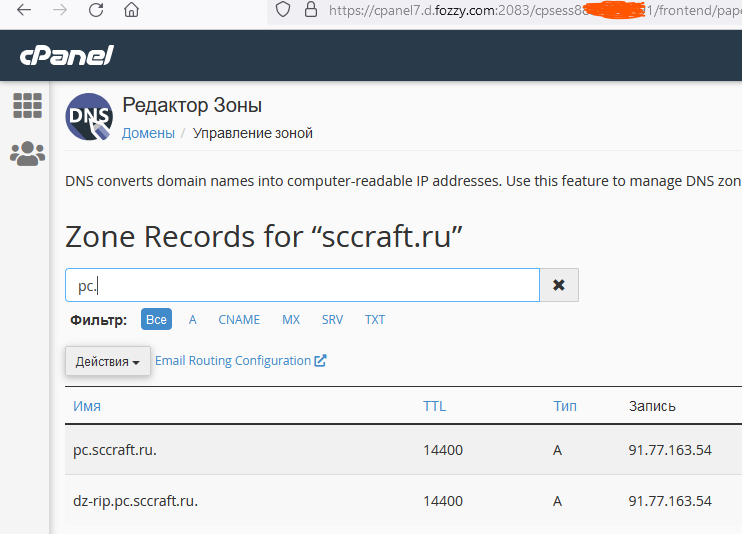 https://cpanel7.d.fozzy.com:2083/cpsess8 1/frontend/pape
cPanel
DNS
Редактор Зоны
Домены / Управление зоной
DNS converts domain names into computer-readable IP addresses. Use this feature to manage DNS zon
Zone Records for “sccraft.ru”
pc.
Фильтр: Все A CNAME MX SRV TXT
Действия Email Routing Configuration
Имя TTL Тип Запись
pc.sccraft.ru. 14400 A 91.77.163.54
dz-rip.pc.sccraft.ru. 14400 A 91.77.163.54